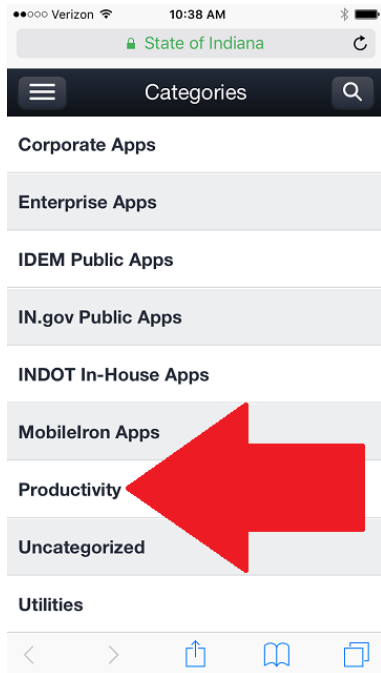 Verizon 10:38 AM
State of Indiana
Categories
Corporate Apps
Enterprise Apps
IDEM Public Apps
IN.gov Public Apps
INDOT In-House Apps
MobileIron Apps
Productivity
Uncategorized
Utilities